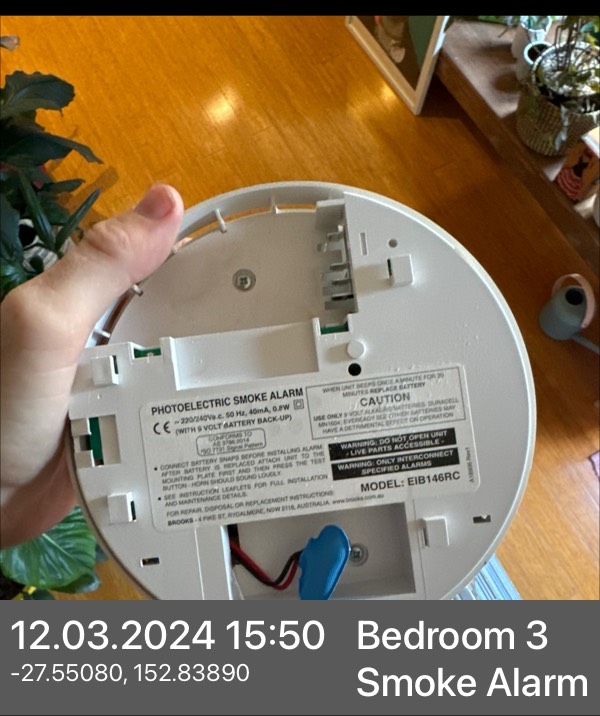 PHOTOELECTRIC SMOKE ALARM
CE ~ 220/240Va.c. 50 Hz, 40mA, 0.8W
(WITH 9 VOLT BATTERY BACK-UP)
CONFORMS TO
AS 3786:2014
ISO 7731 Signal Pattern
• CONNECT BATTERY SNAPS BEFORE INSTALLING ALARM.
AFTER BATTERY IS REPLACED ATTACH UNIT TO THE
MOUNTING PLATE FIRST AND THEN PRESS THE TEST
BUTTON. HORN SHOULD SOUND LOUDLY.
• SEE INSTRUCTION LEAFLETS FOR FULL INSTALLATION
AND MAINTENANCE DETAILS.
FOR REPAIR, DISPOSAL OR REPLACEMENT INSTRUCTIONS:
BROOKS - 4 PIKE ST, RYDALMERE, NSW 2116, AUSTRALIA. www.brooks.com.au
WHEN UNIT BEEPS ONCE A MINUTE FOR 30
MINUTES REPLACE BATTERY
CAUTION
USE ONLY 9 VOLT ALKALINE BATTERIES: DURACELL
MN1604, EVEREADY 522 (OTHER BATTERIES MAY
HAVE A DETRIMENTAL EFFECT ON OPERATION)
WARNING: DO NOT OPEN UNIT
- LIVE PARTS ACCESSIBLE -
WARNING: ONLY INTERCONNECT
SPECIFIED ALARMS
MODEL: EIB146RC
12.03.2024 15:50
-27.55080, 152.83890
Bedroom 3
Smoke Alarm